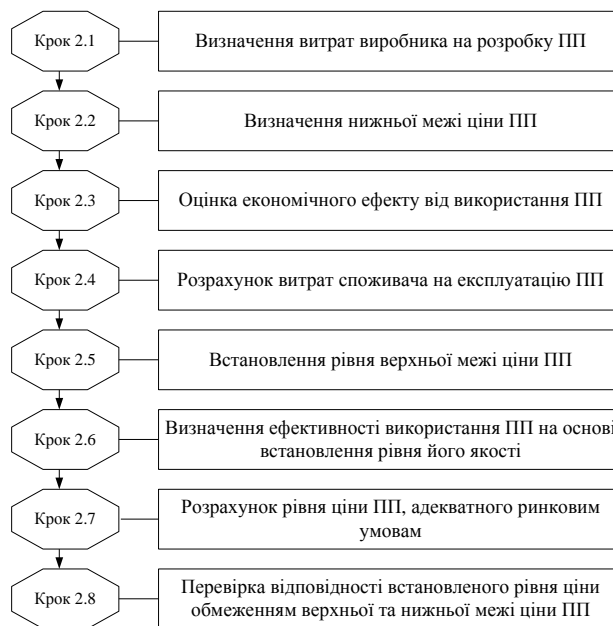 Крок 2.1
Визначення витрат виробника на розробку ПП
Крок 2.2
Визначення нижньої межі ціни ПП
Крок 2.3
Оцінка економічного ефекту від використання ПП
Крок 2.4
Розрахунок витрат споживача на експлуатацію ПП
Крок 2.5
Встановлення рівня верхньої межі ціни ПП
Крок 2.6
Визначення ефективності використання ПП на основі
встановлення рівня його якості
Крок 2.7
Розрахунок рівня ціни ПП, адекватного ринковим
умовам
Крок 2.8
Перевірка відповідності встановленого рівня ціни
обмеженням верхньої та нижньої межі ціни ПП